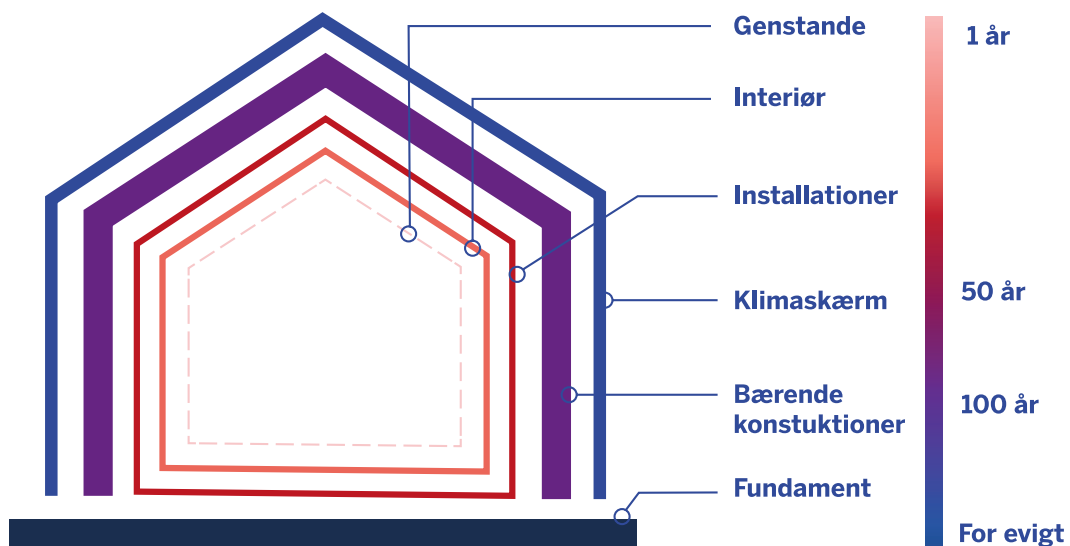 Genstande
Interiør
Installationer
Klimaskærm
Bærende
konstuktioner
Fundament
1 år
50 år
100 år
For evigt